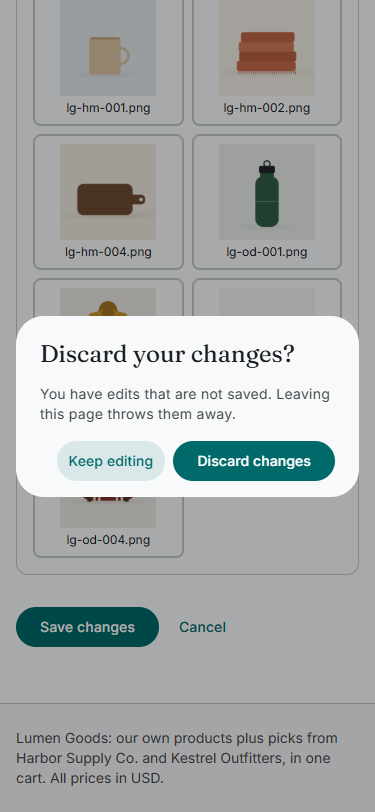 lg-hm-001.png
lg-hm-002.png
lg-hm-004.png
lg-od-001.png
Discard your changes?
You have edits that are not saved. Leaving
this page throws them away.
Keep editing
Discard changes
lg-od-004.png
Save changes
Cancel
Lumen Goods: our own products plus picks from
Harbor Supply Co. and Kestrel Outfitters, in one
cart. All prices in USD.